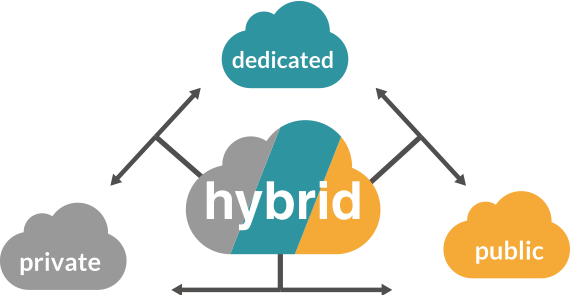 dedicated
hybrid
private
public